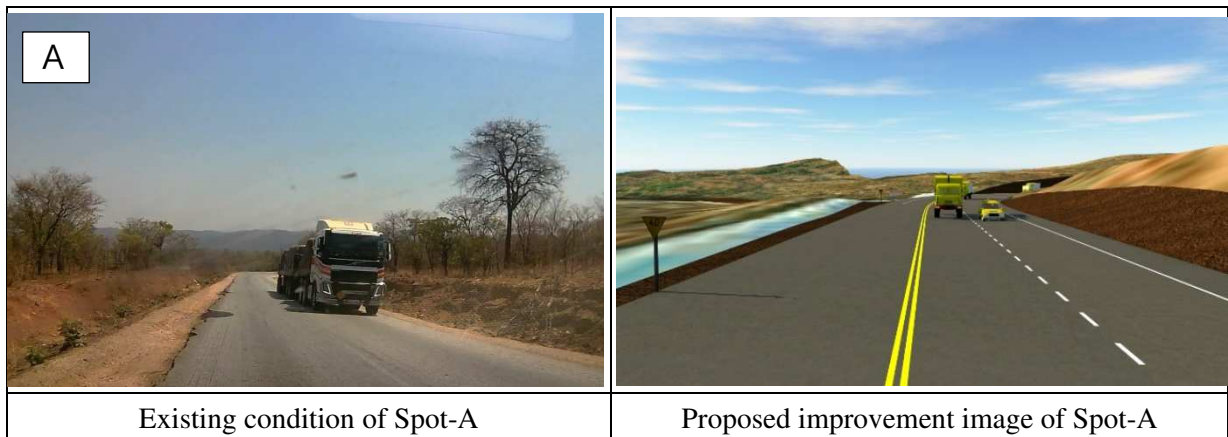 A
Existing condition of Spot-A
Proposed improvement image of Spot-A